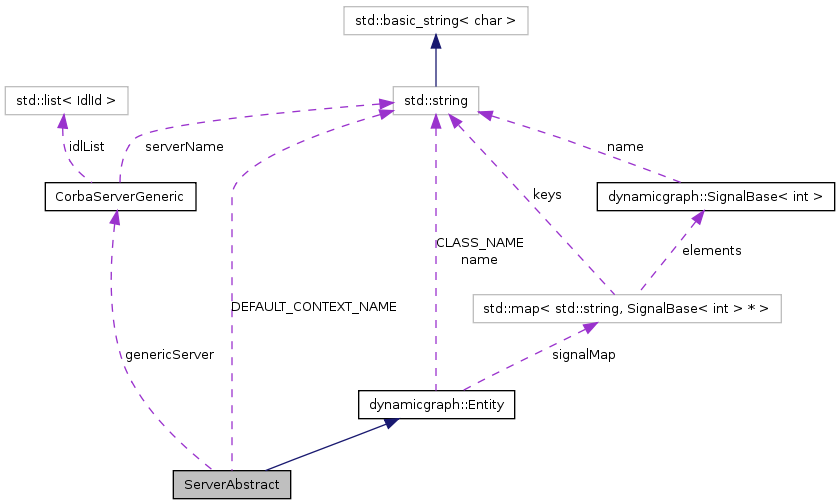 std::basic_string< char >
std::list< IdlId >
std::string
idlList
serverName
name
CorbaServerGeneric
keys
dynamicgraph::SignalBase< int >
CLASS_NAME
name
elements
DEFAULT_CONTEXT_NAME
std::map< std::string, SignalBase< int > * >
genericServer
signalMap
dynamicgraph::Entity
ServerAbstract